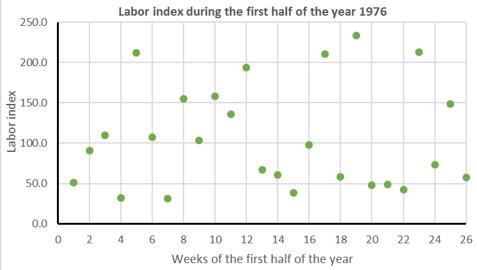 Labor index during the first half of the year 1976
250.0
200.0
150.0
100.0
50.0
0.0
Labor index
0 2 4 6 8 10 12 14 16 18 20 22 24 26
Weeks of the first half of the year